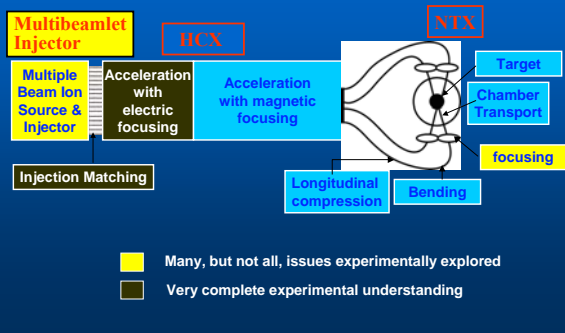 Multibeamlet
Injector
HCX
NTX
Multiple
Beam Ion
Source &
Injector
Acceleration
with
electric
focusing
Acceleration
with magnetic
focusing
Target
Chamber
Transport
focusing
Injection Matching
Longitudinal
compression
Bending
Many, but not all, issues experimentally explored
Very complete experimental understanding